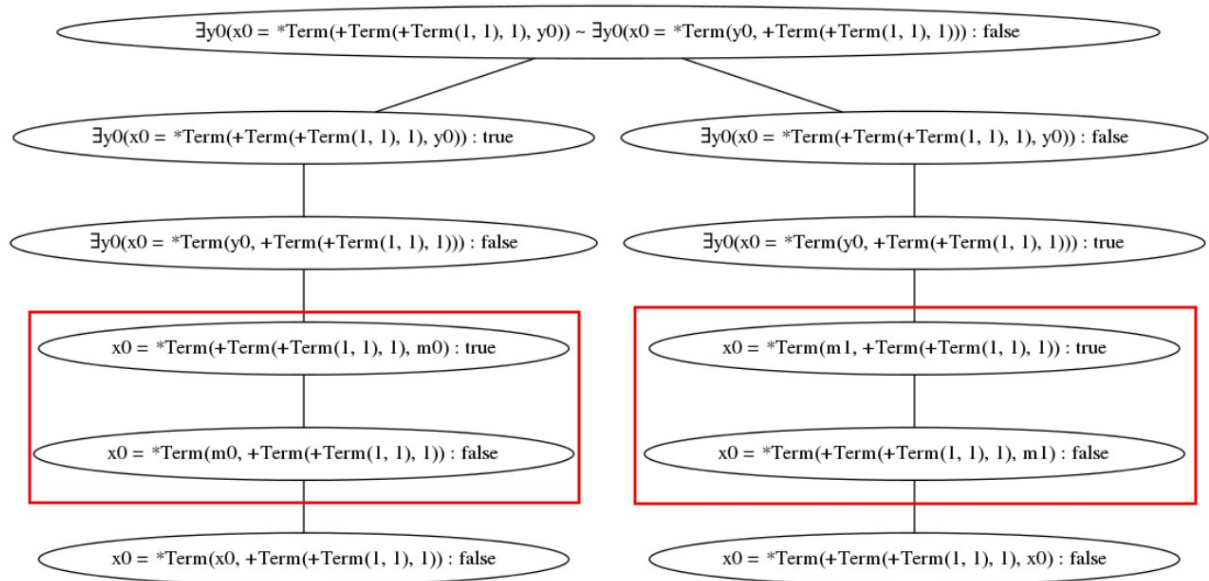 ∃y0(x0 = *Term(+Term(+Term(1, 1), 1), y0)) ~ ∃y0(x0 = *Term(y0, +Term(+Term(1, 1), 1))) : false
∃y0(x0 = *Term(+Term(+Term(1, 1), 1), y0)) : true
∃y0(x0 = *Term(+Term(+Term(1, 1), 1), y0)) : false
∃y0(x0 = *Term(y0, +Term(+Term(1, 1), 1))) : false
∃y0(x0 = *Term(y0, +Term(+Term(1, 1), 1))) : true
x0 = *Term(+Term(+Term(1, 1), 1), m0) : true
x0 = *Term(m1, +Term(+Term(1, 1), 1)) : true
x0 = *Term(m0, +Term(+Term(1, 1), 1)) : false
x0 = *Term(+Term(+Term(1, 1), 1), m1) : false
x0 = *Term(x0, +Term(+Term(1, 1), 1)) : false
x0 = *Term(+Term(+Term(1, 1), 1), x0) : false